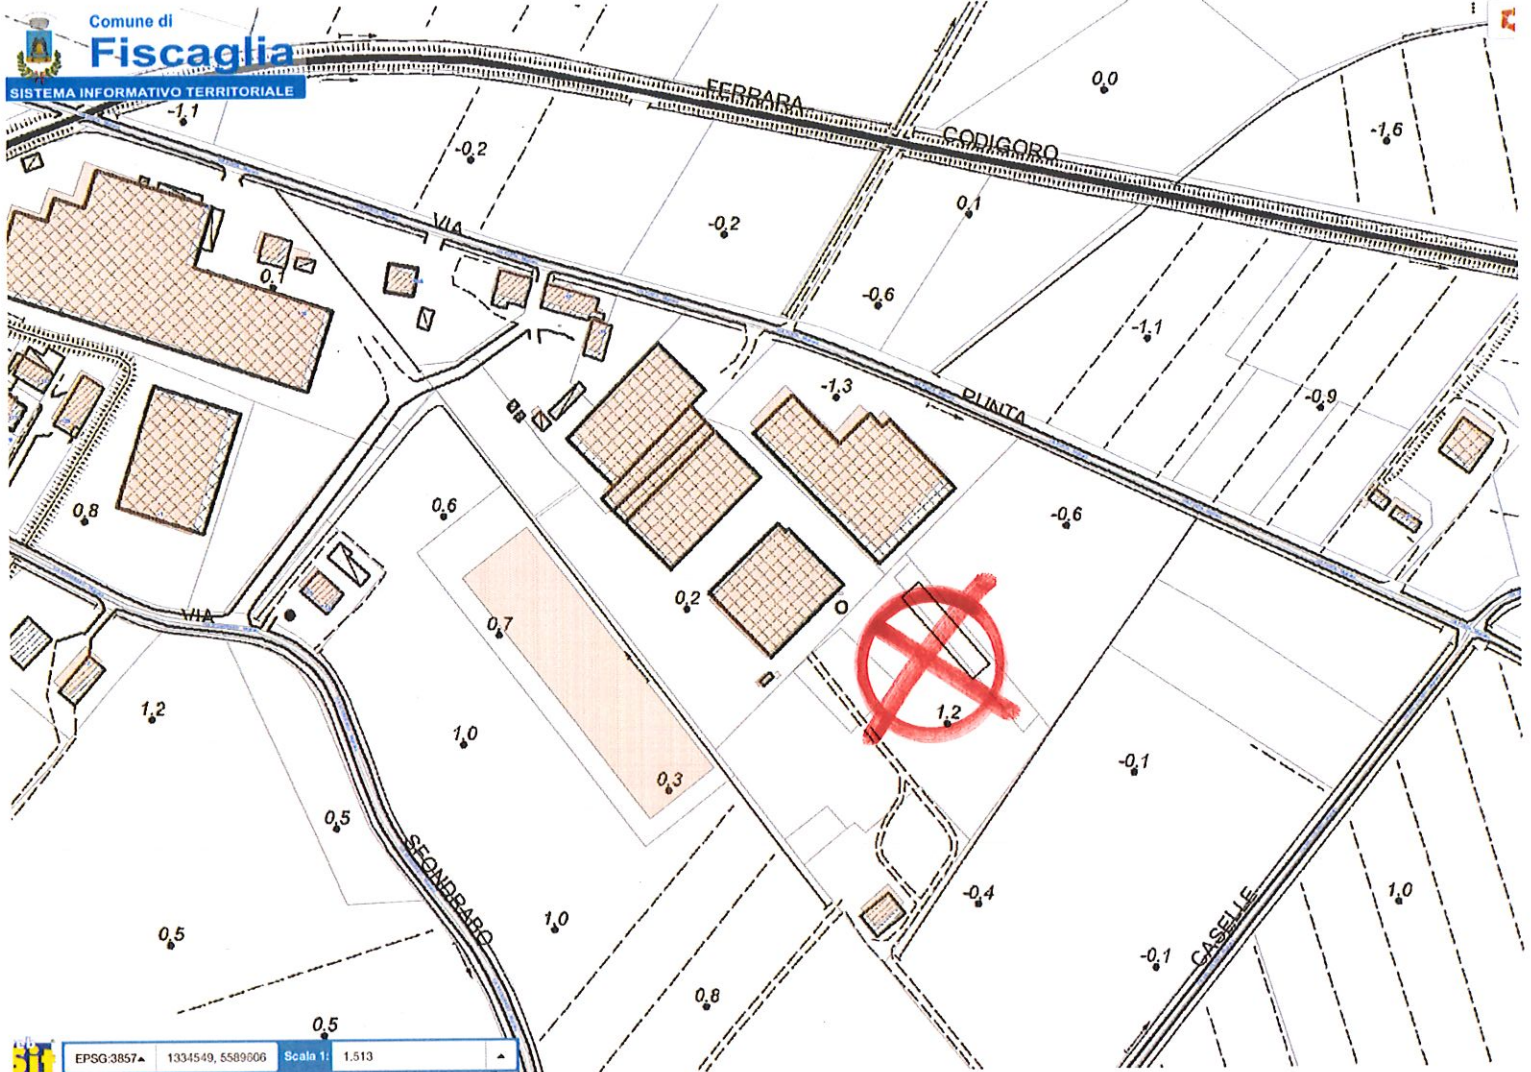 Comune di
Fiscaglia
SISTEMA INFORMATIVO TERRITORIALE
FERRARA
CODIGORO
0,0
-1,6
-1,1
-0,2
-0,2
0,1
-0,6
VIA
-1,1
-0,9
-1,3
PUNTA
0,8
0,6
-0,6
VIA
0,2
0,7
1,2
1,2
1,0
-0,1
0,3
0,5
SFONDRABO
-0,4
1,0
CASELLE
0,5
1,0
-0,1
0,8
0,5
sit
EPSG:3857
1334549, 5589606
Scala 1:
1.513